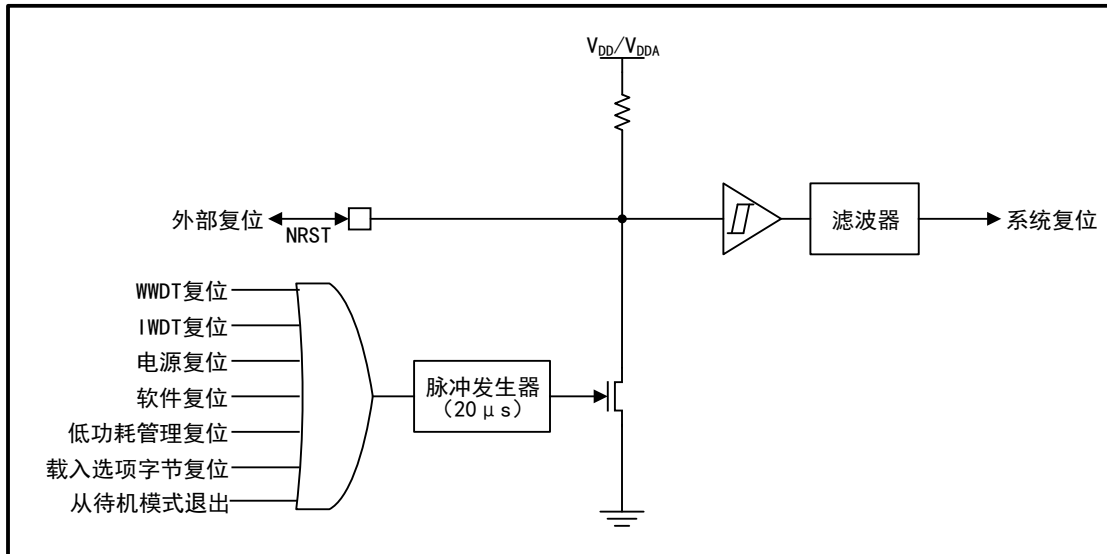 VDD/VDDA
外部复位
NRST
滤波器
系统复位
WWDT复位
IWDT复位
电源复位
软件复位
低功耗管理复位
载入选项字节复位
从待机模式退出
脉冲发生器
（20μs）